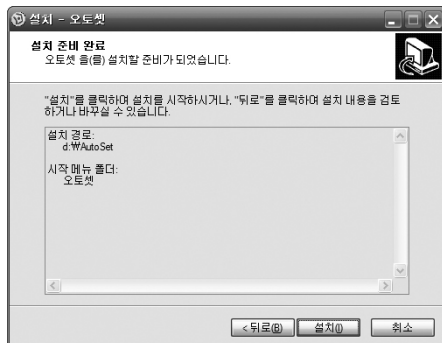 설치 - 오토셋
설치 준비 완료
오토셋 을(를) 설치할 준비가 되었습니다.
"설치"를 클릭하여 설치를 시작하시거나, "뒤로"를 클릭하여 설치 내용을 검토
하거나 바꾸실 수 있습니다.
설치 경로:
d:₩AutoSet
시작 메뉴 폴더:
오토셋
< 뒤로(B) 설치(I) 취소